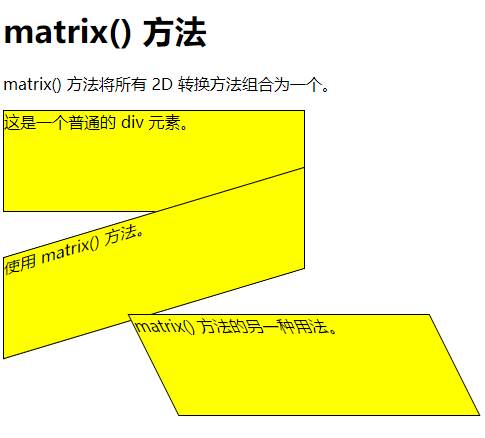 matrix() 方法
matrix() 方法将所有 2D 转换方法组合为一个。
这是一个普通的 div 元素。
使用 matrix() 方法。
matrix() 方法的另一种用法。